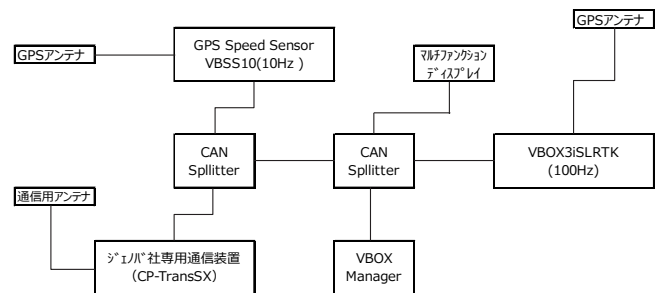 GPSアンテナ
GPS Speed Sensor
VBSS10(10Hz )
ﾏﾙﾁﾌｧﾝｸｼｮﾝ
ﾃﾞｨｽﾌﾟﾚｲ
GPSアンテナ
CAN
Spllitter
CAN
Spllitter
VBOX3iSLRTK
(100Hz)
通信用アンテナ
ｼﾞｪﾉﾊﾞ社専用通信装置
(CP-TransSX)
VBOX
Manager